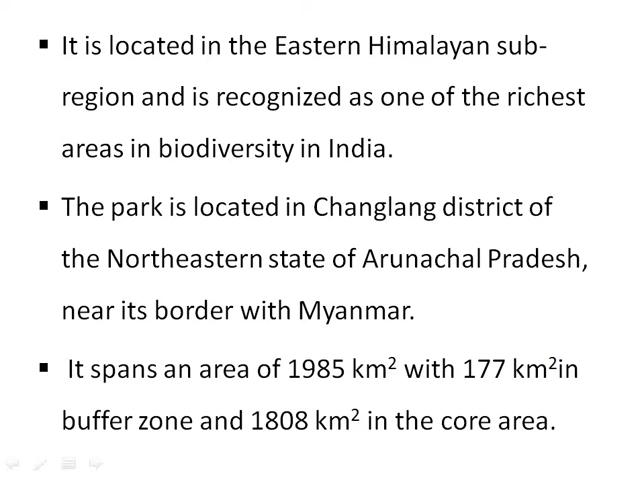 ▪ It is located in the Eastern Himalayan sub-
region and is recognized as one of the richest
areas in biodiversity in India.
▪ The park is located in Changlang district of
the Northeastern state of Arunachal Pradesh,
near its border with Myanmar.
▪ It spans an area of 1985 km² with 177 km²in
buffer zone and 1808 km² in the core area.